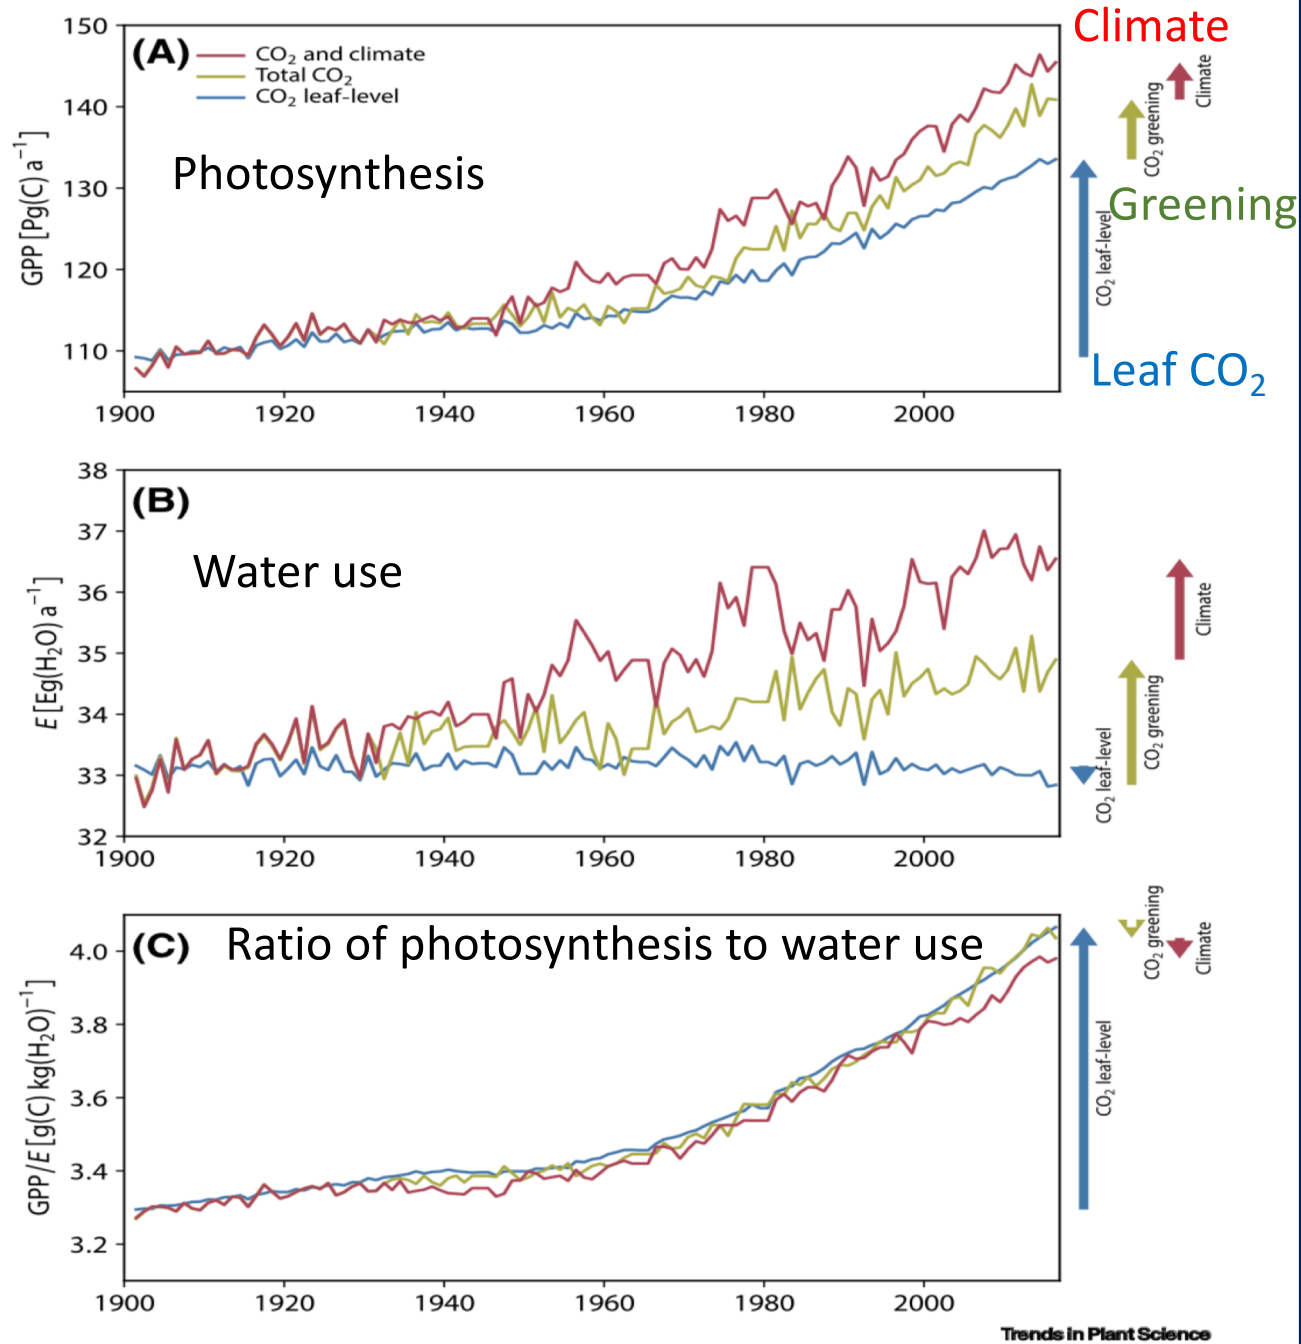 Climate
150
(A)
CO₂ and climate
Total CO₂
CO₂ leaf-level
Photosynthesis
140
130
120
110
GPP [Pg(C) a⁻¹]
1900 1920 1940 1960 1980 2000
Climate
CO₂ greening
Greening
CO₂ leaf-level
Leaf CO₂
38
(B)
Water use
37
36
35
34
33
32
E [Eg(H₂O) a⁻¹]
1900 1920 1940 1960 1980 2000
Climate
CO₂ greening
CO₂ leaf-level
(C) Ratio of photosynthesis to water use
4.0
3.8
3.6
3.4
3.2
GPP/E [g(C) kg(H₂O)⁻¹]
1900 1920 1940 1960 1980 2000
CO₂ greening
Climate
CO₂ leaf-level
Trends in Plant Science